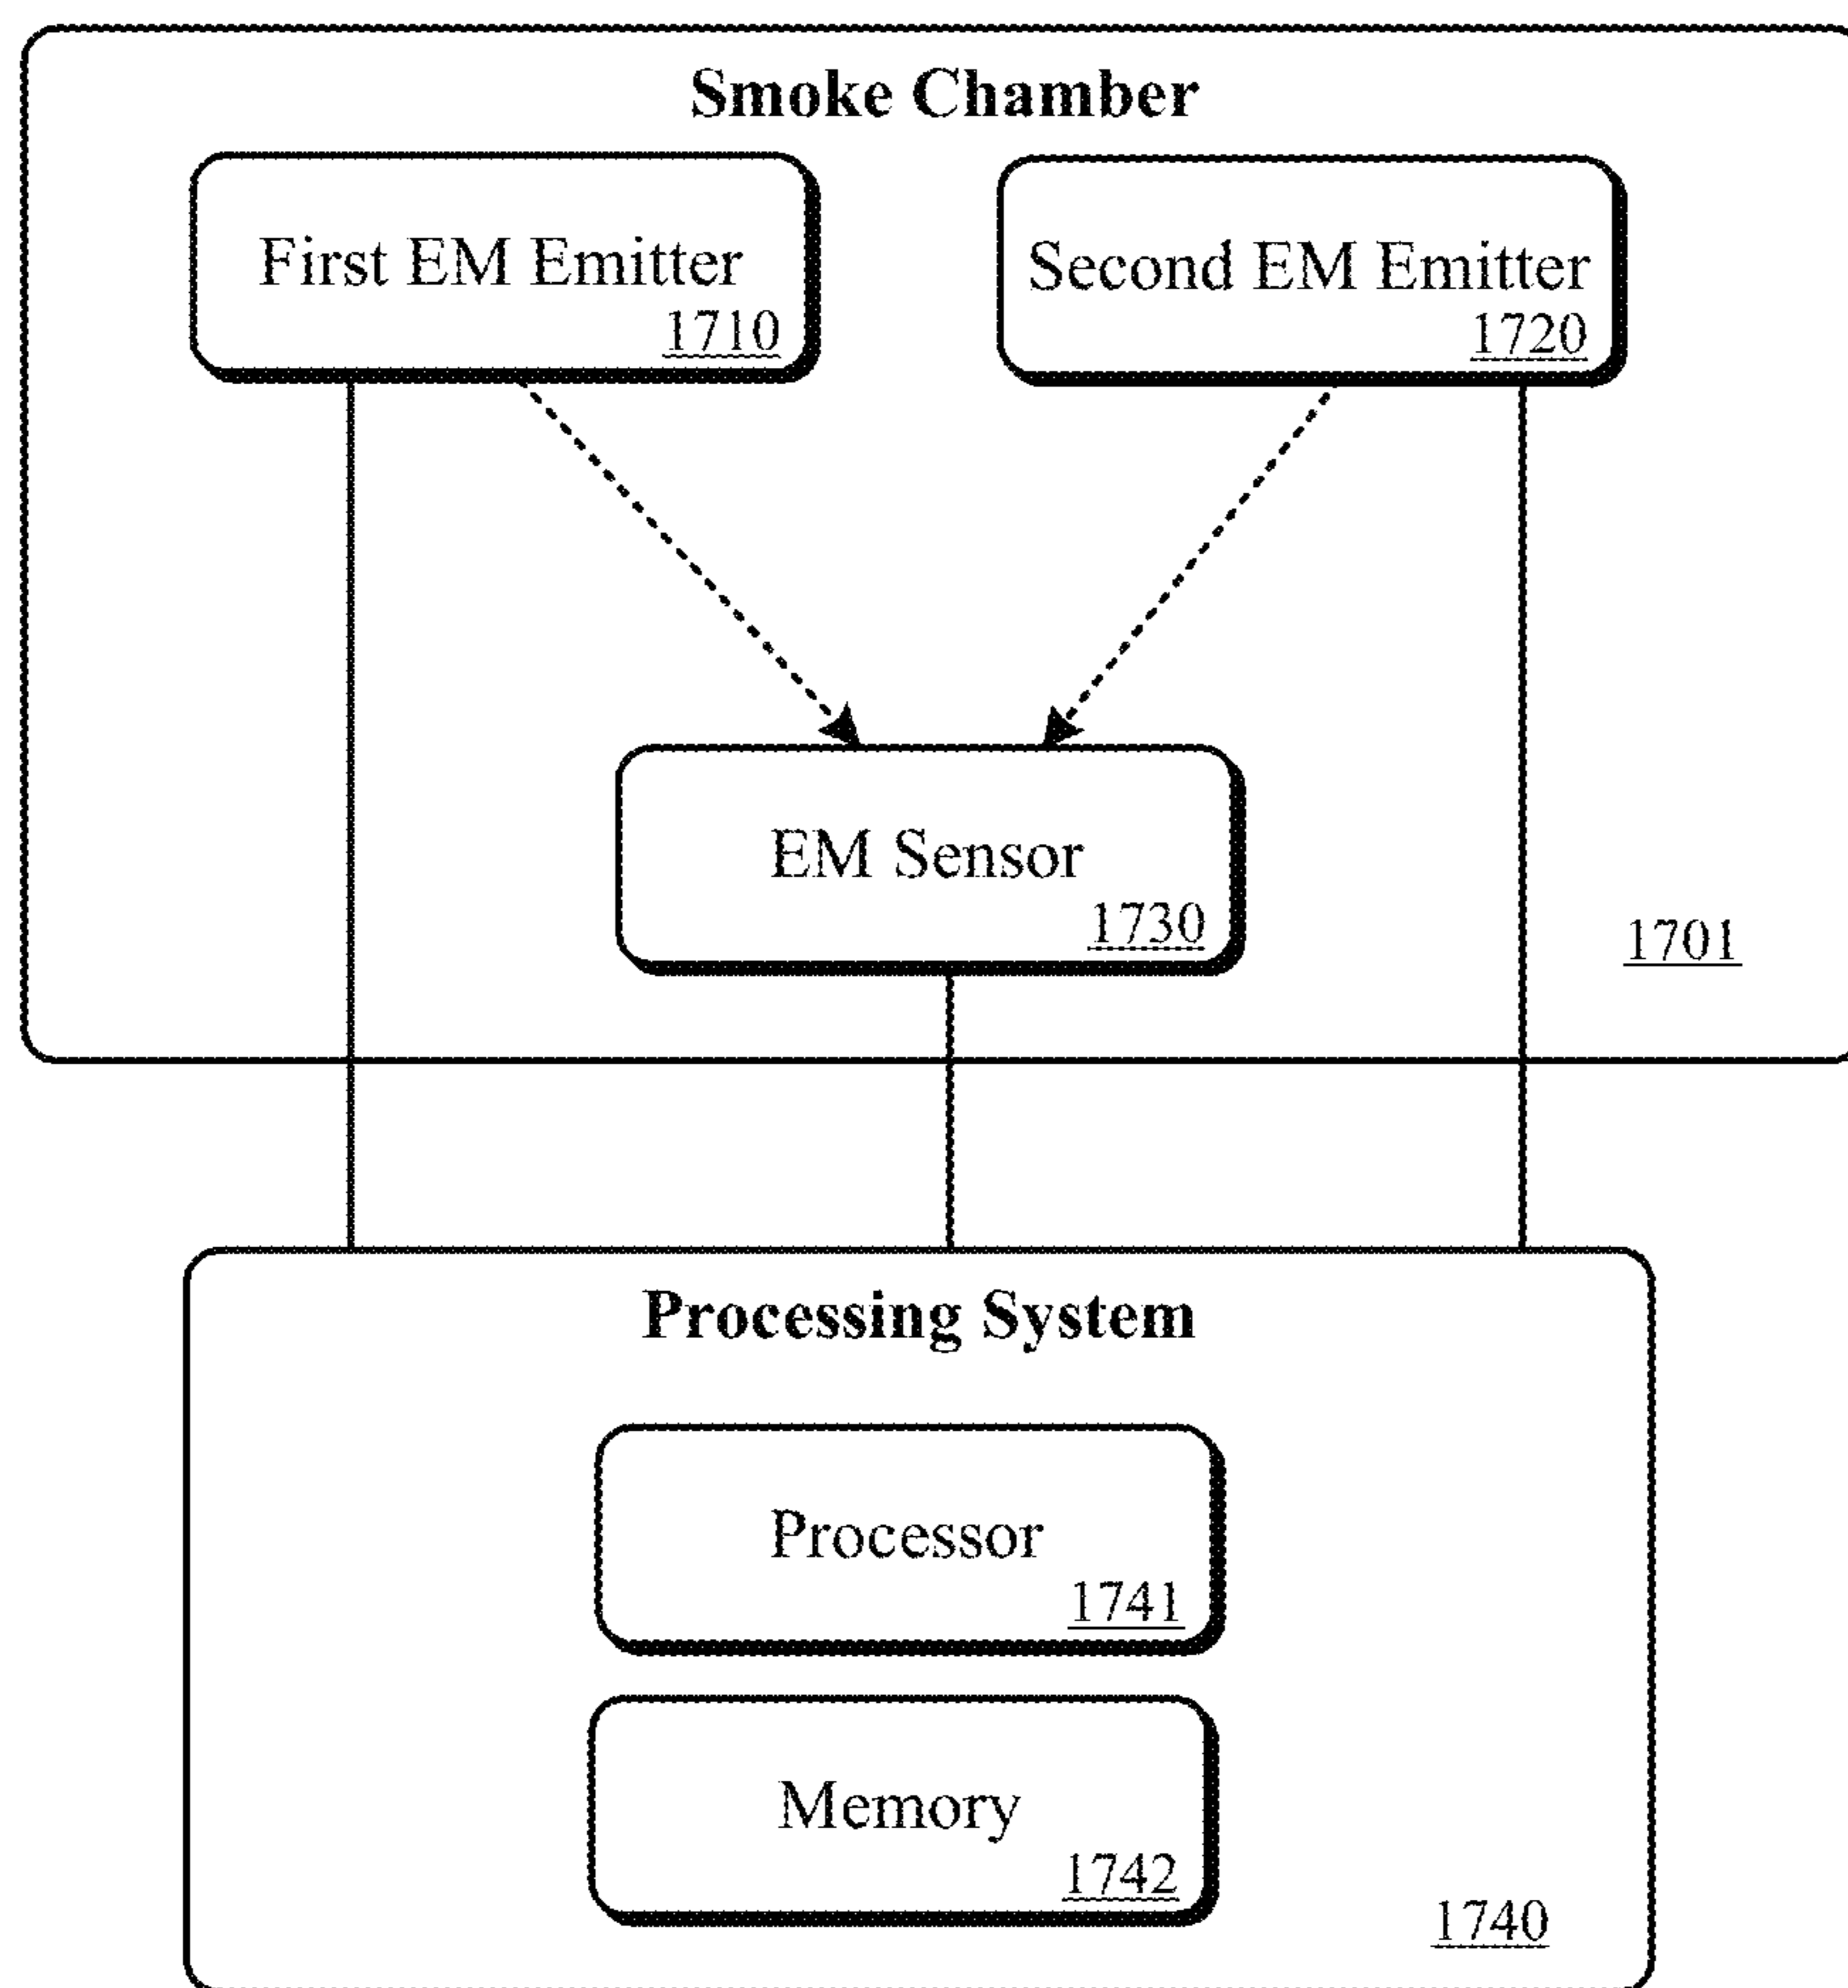 Smoke Chamber
First EM Emitter
1710
Second EM Emitter
1720
EM Sensor
1730
1701
Processing System
Processor
1741
Memory
1742
1740